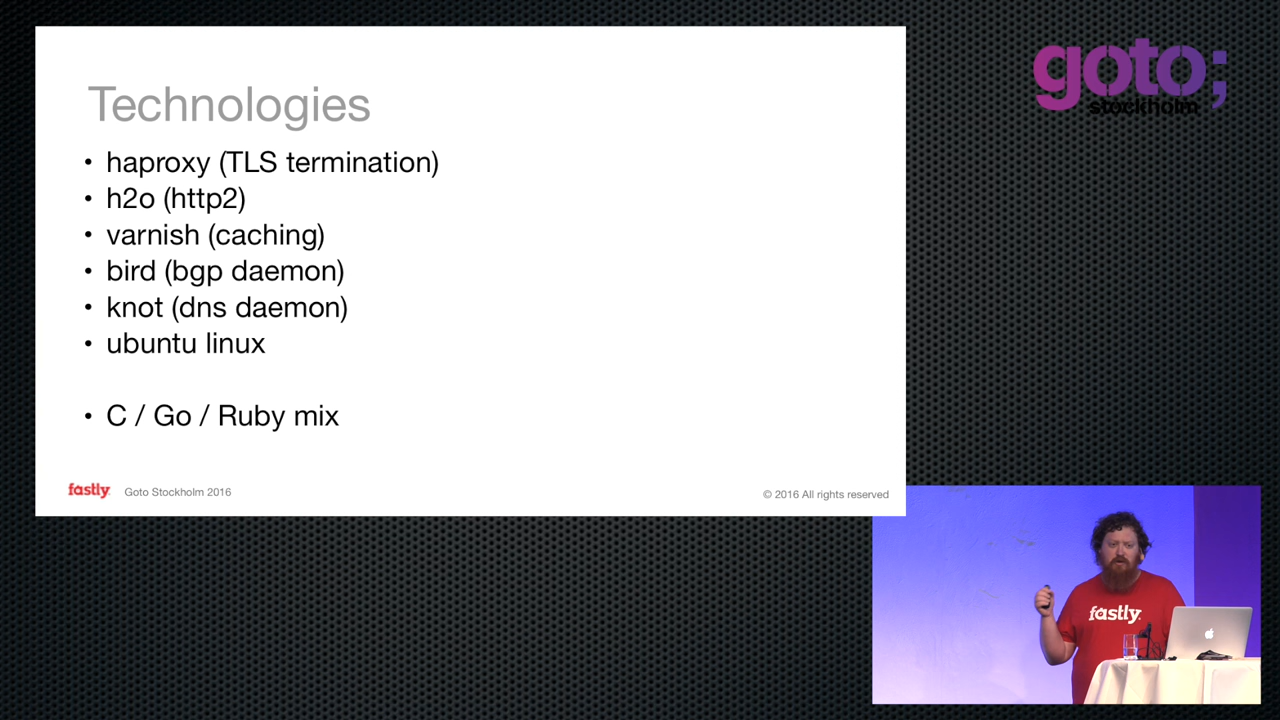 goto;
stockholm
Technologies
• haproxy (TLS termination)
• h2o (http2)
• varnish (caching)
• bird (bgp daemon)
• knot (dns daemon)
• ubuntu linux
• C / Go / Ruby mix
fastly
Goto Stockholm 2016
© 2016 All rights reserved
fastly